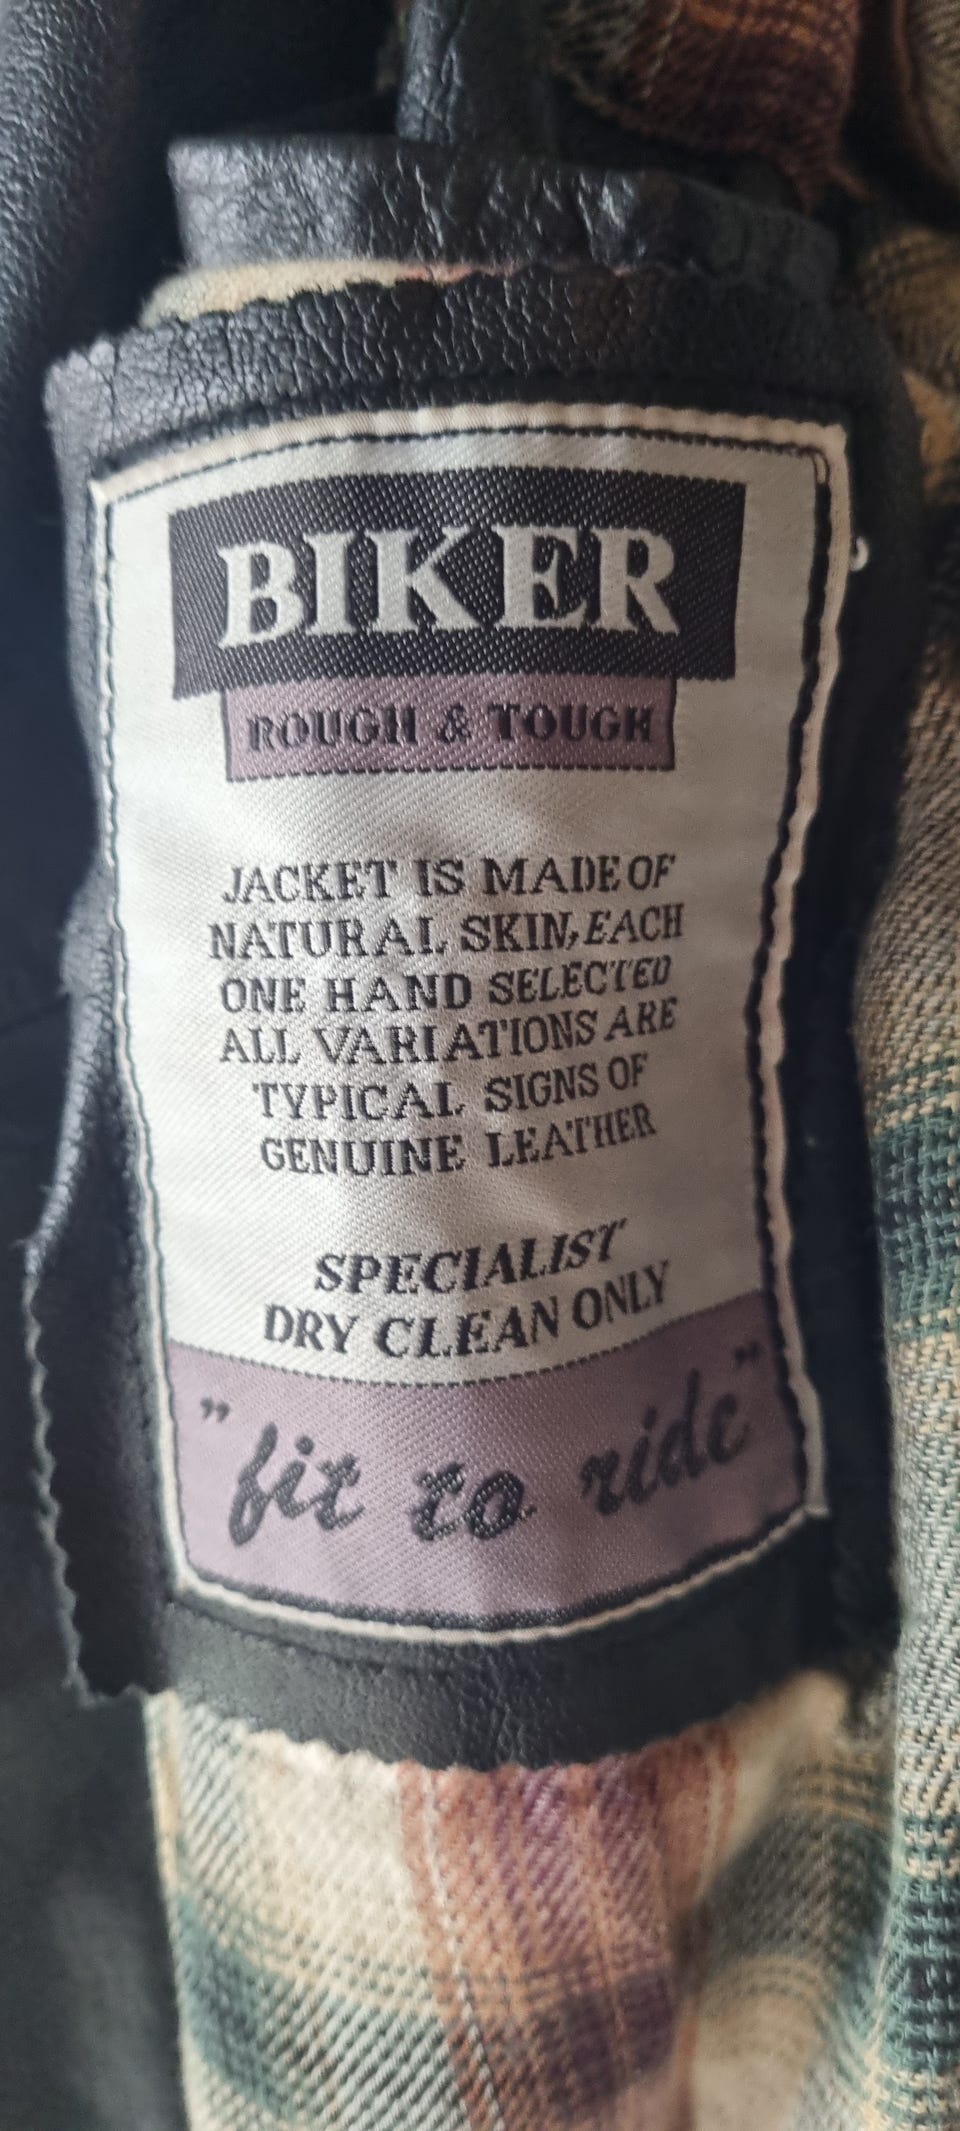 BIKER
ROUGH & TOUGH
JACKET IS MADE OF
NATURAL SKIN, EACH
ONE HAND SELECTED
ALL VARIATIONS ARE
TYPICAL SIGNS OF
GENUINE LEATHER
SPECIALIST
DRY CLEAN ONLY
"fit to ride"